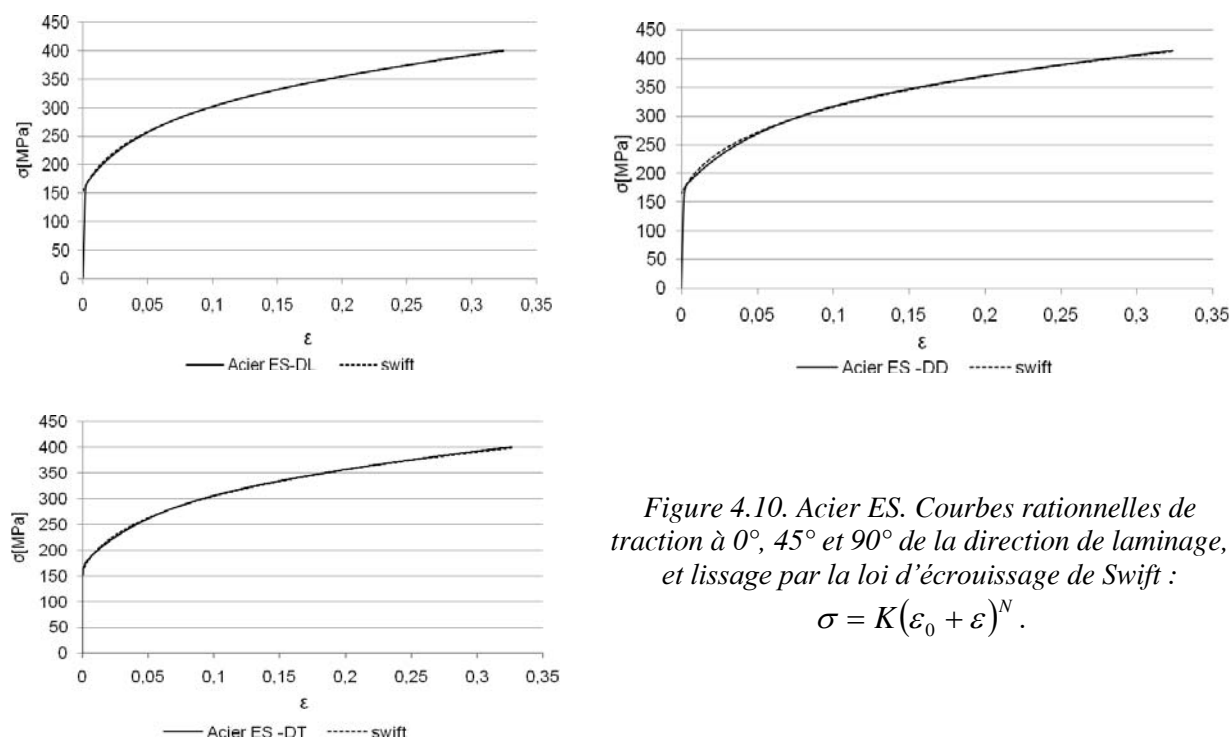 450
400
350
300
250
200
150
100
50
0
σ[MPa]
0 0,05 0,1 0,15 0,2 0,25 0,3 0,35
ε
Acier ES-DL swift
450
400
350
300
250
200
150
100
50
0
σ[MPa]
0 0,05 0,1 0,15 0,2 0,25 0,3 0,35
ε
Acier ES -DD swift
450
400
350
300
250
200
150
100
50
0
σ[MPa]
0 0,05 0,1 0,15 0,2 0,25 0,3 0,35
ε
Acier ES -DT swift
Figure 4.10. Acier ES. Courbes rationnelles de
traction à 0°, 45° et 90° de la direction de laminage,
et lissage par la loi d’écrouissage de Swift :
σ = K(ε₀ + ε)ᴺ .